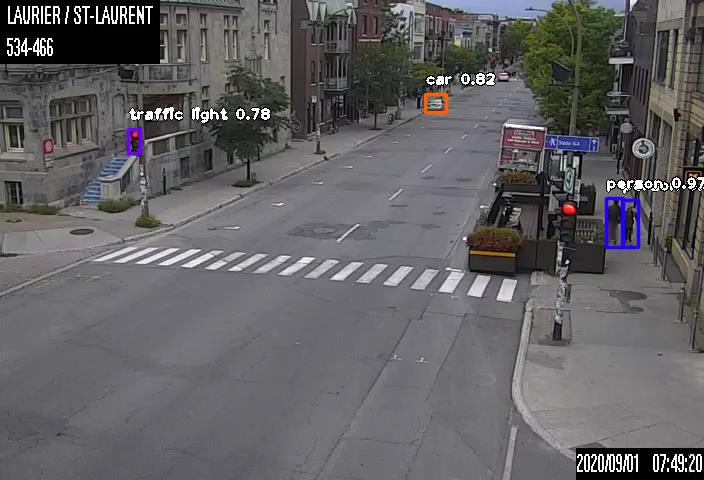 LAURIER / ST-LAURENT
534-466
car 0.82
traffic light 0.78
person 0.97
2020/09/01 07:49:20